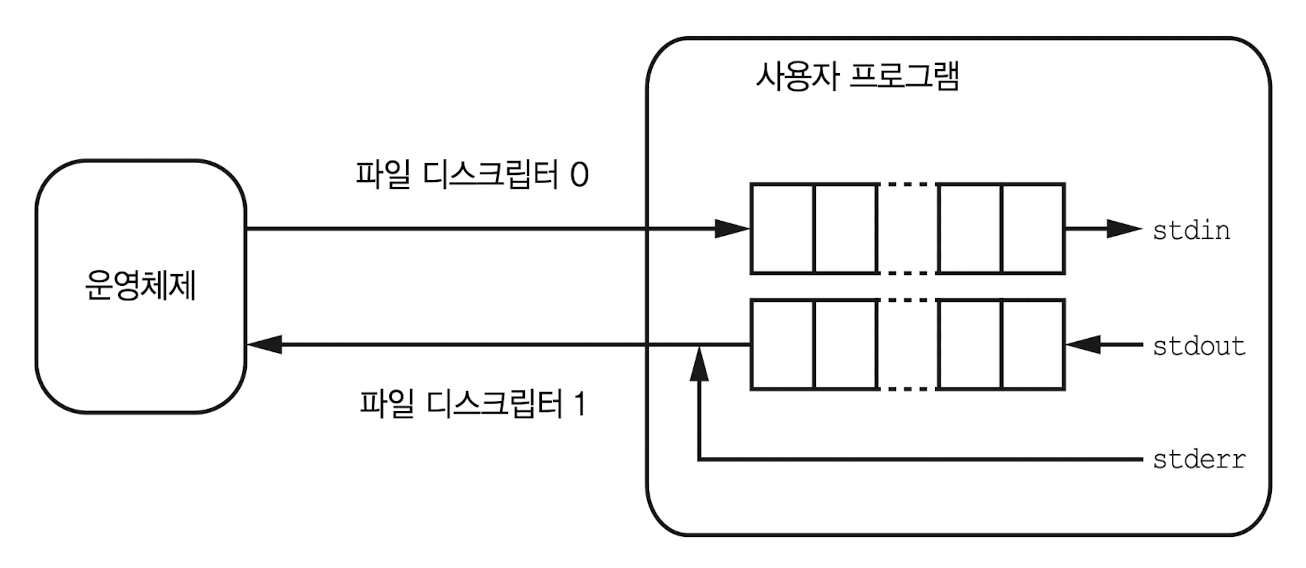 사용자 프로그램
파일 디스크립터 0
stdin
운영체제
stdout
파일 디스크립터 1
stderr